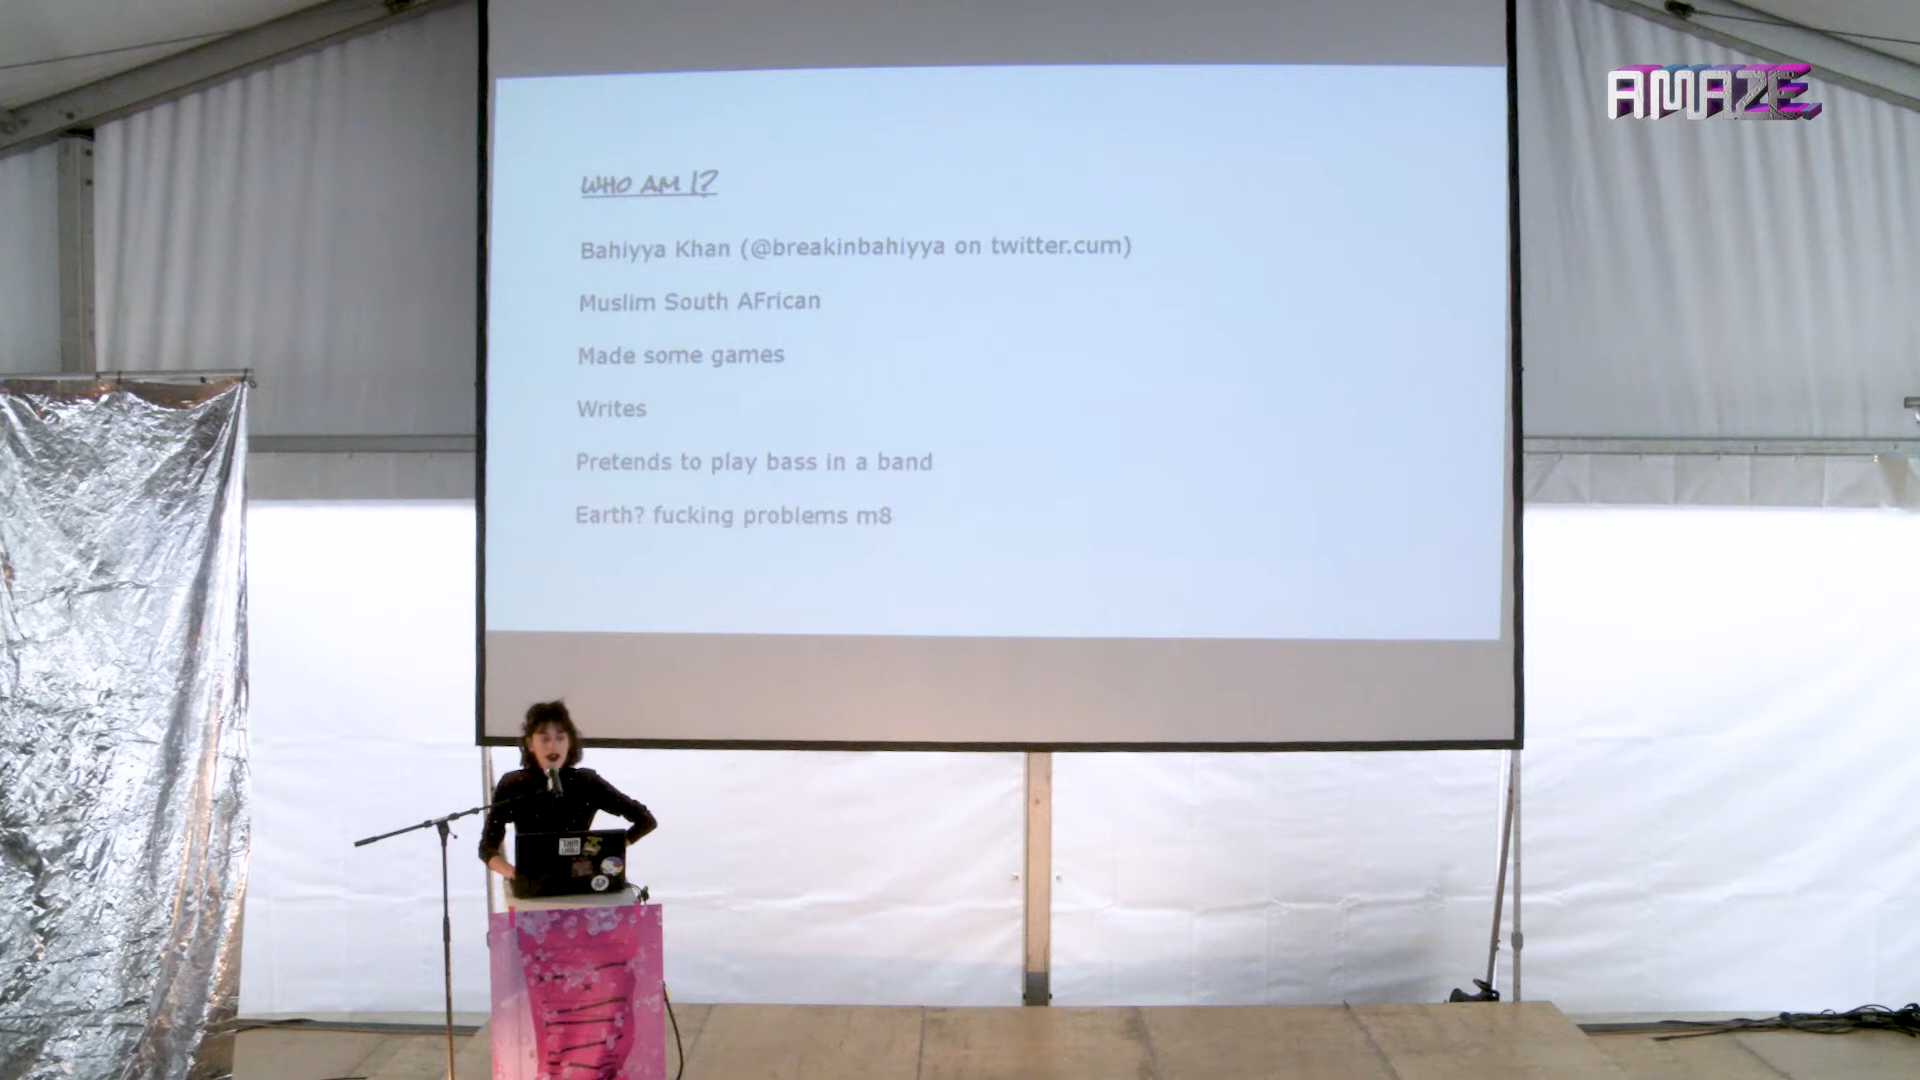 AMAZE.
WHO AM I?
Bahiyya Khan (@breakinbahiyya on twitter.cum)
Muslim South AFrican
Made some games
Writes
Pretends to play bass in a band
Earth? fucking problems m8